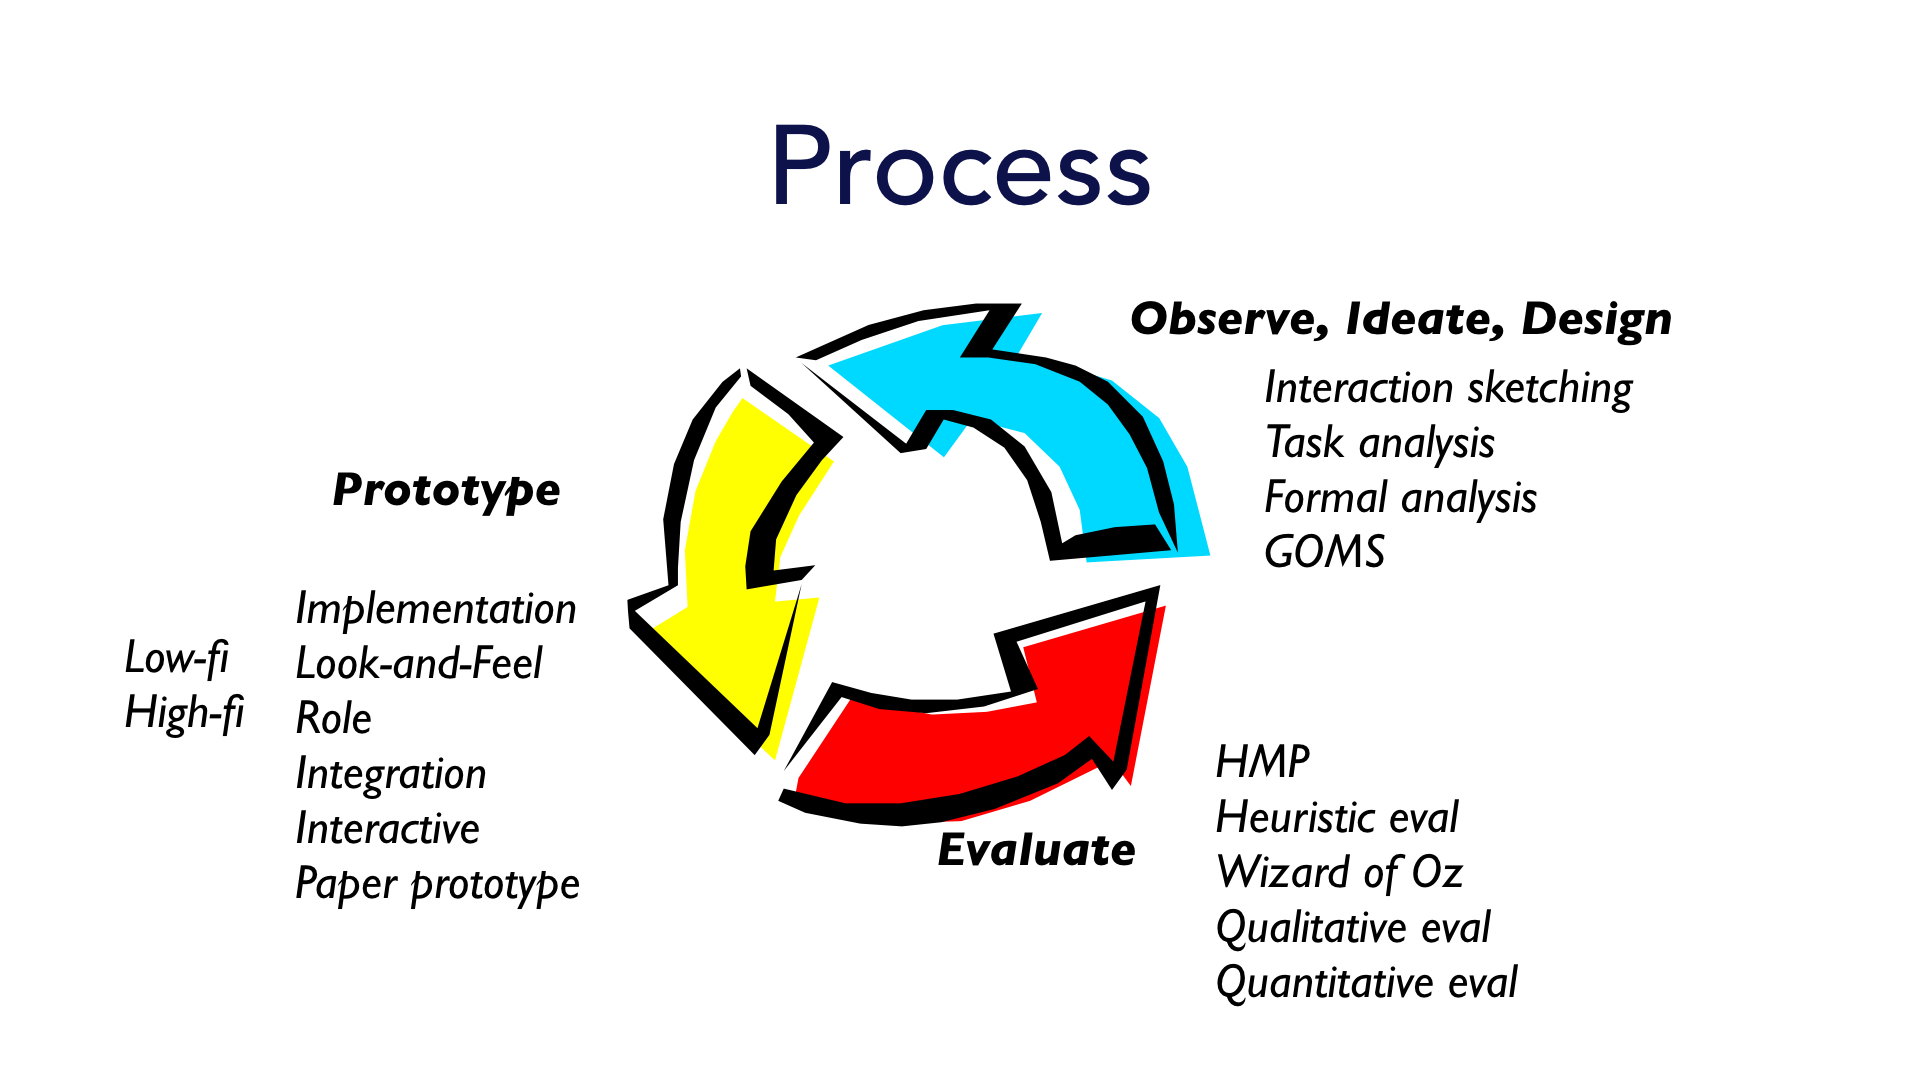 Process
Observe, Ideate, Design
Interaction sketching
Task analysis
Formal analysis
GOMS
Prototype
Low-fi
High-fi
Implementation
Look-and-Feel
Role
Integration
Interactive
Paper prototype
Evaluate
HMP
Heuristic eval
Wizard of Oz
Qualitative eval
Quantitative eval